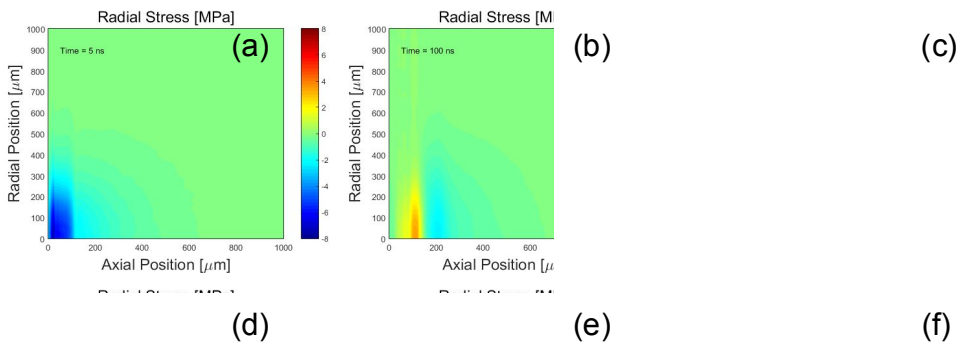 Radial Stress [MPa]
(a)
Time = 5 ns
Radial Position [μm]
1000
900
800
700
600
500
400
300
200
100
0
0 200 400 600 800 1000
Axial Position [μm]
8
6
4
2
0
-2
-4
-6
-8
Radial Stress [M
(b)
Time = 100 ns
Radial Position [μm]
1000
900
800
700
600
500
400
300
200
100
0
0 200 400 600
Axial Position [μ
(c)
(d)
(e)
(f)